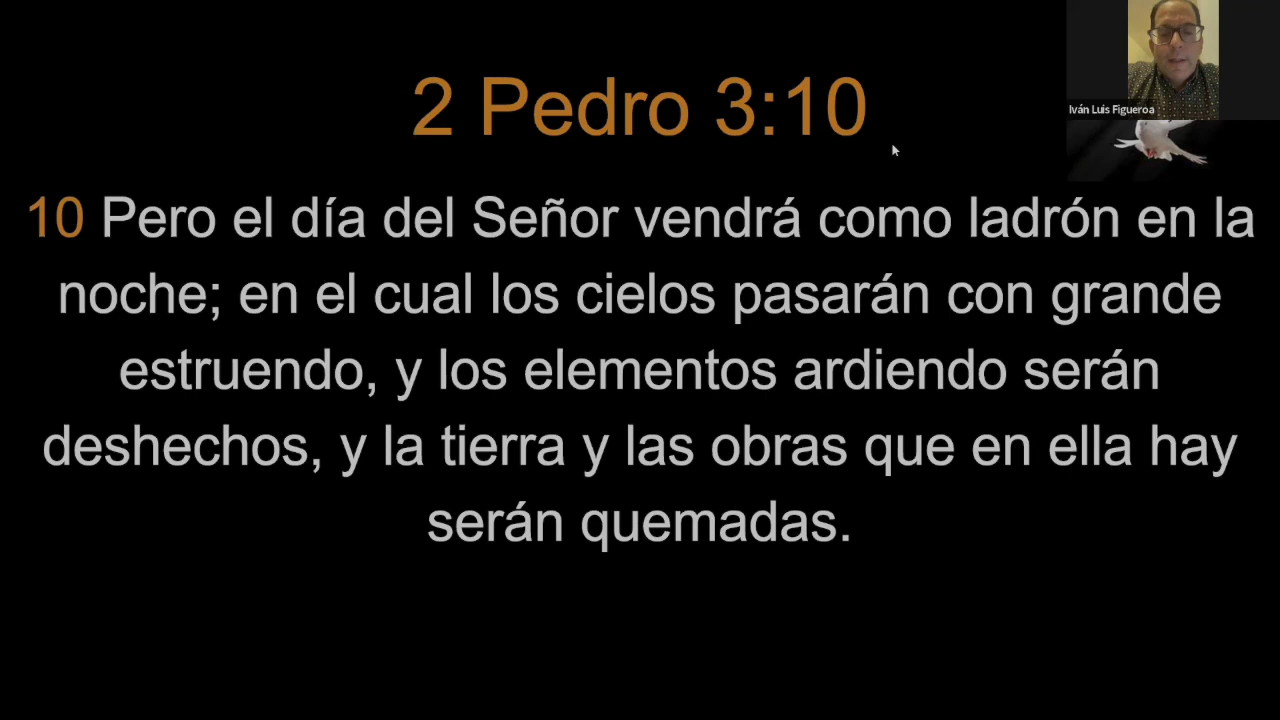 2 Pedro 3:10
Iván Luis Figueroa
10 Pero el día del Señor vendrá como ladrón en la
noche; en el cual los cielos pasarán con grande
estruendo, y los elementos ardiendo serán
deshechos, y la tierra y las obras que en ella hay
serán quemadas.